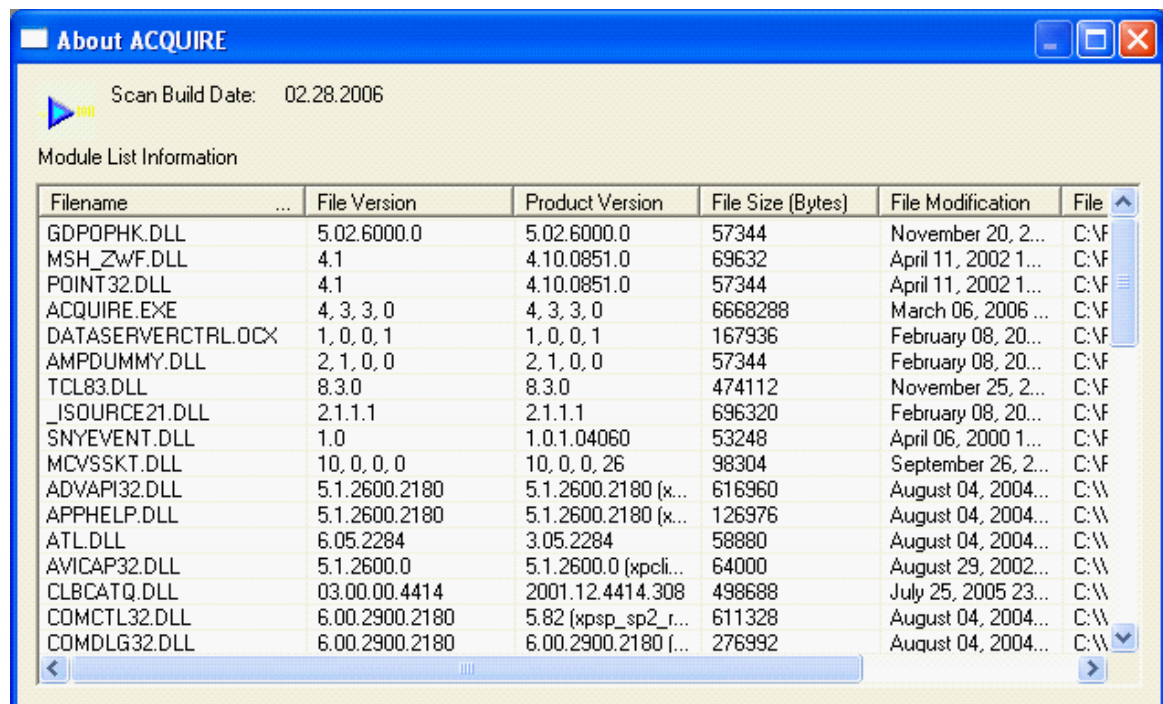 About ACQUIRE
Scan Build Date: 02.28.2006
Module List Information
Filename ... File Version Product Version File Size (Bytes) File Modification File
GDPOPHK.DLL 5.02.6000.0 5.02.6000.0 57344 November 20, 2... C:\F
MSH_ZWF.DLL 4.1 4.10.0851.0 69632 April 11, 2002 1... C:\F
POINT32.DLL 4.1 4.10.0851.0 57344 April 11, 2002 1... C:\F
ACQUIRE.EXE 4, 3, 3, 0 4, 3, 3, 0 6668288 March 06, 2006 ... C:\F
DATASERVERCTRL.OCX 1, 0, 0, 1 1, 0, 0, 1 167936 February 08, 20... C:\F
AMPDUMMY.DLL 2, 1, 0, 0 2, 1, 0, 0 57344 February 08, 20... C:\F
TCL83.DLL 8.3.0 8.3.0 474112 November 25, 2... C:\F
_ISOURCE21.DLL 2.1.1.1 2.1.1.1 696320 February 08, 20... C:\F
SNYEVENT.DLL 1.0 1.0.1.04060 53248 April 06, 2000 1... C:\F
MCVSSKT.DLL 10, 0, 0, 0 10, 0, 0, 26 98304 September 26, 2... C:\F
ADVAPI32.DLL 5.1.2600.2180 5.1.2600.2180 (x... 616960 August 04, 2004... C:\\
APPHELP.DLL 5.1.2600.2180 5.1.2600.2180 (x... 126976 August 04, 2004... C:\\
ATL.DLL 6.05.2284 3.05.2284 58880 August 04, 2004... C:\\
AVICAP32.DLL 5.1.2600.0 5.1.2600.0 (xpcli... 64000 August 29, 2002... C:\\
CLBCATQ.DLL 03.00.00.4414 2001.12.4414.308 498688 July 25, 2005 23... C:\\
COMCTL32.DLL 6.00.2900.2180 5.82 (xpsp_sp2_r... 611328 August 04, 2004... C:\\
COMDLG32.DLL 6.00.2900.2180 6.00.2900.2180 (... 276992 August 04, 2004... C:\\